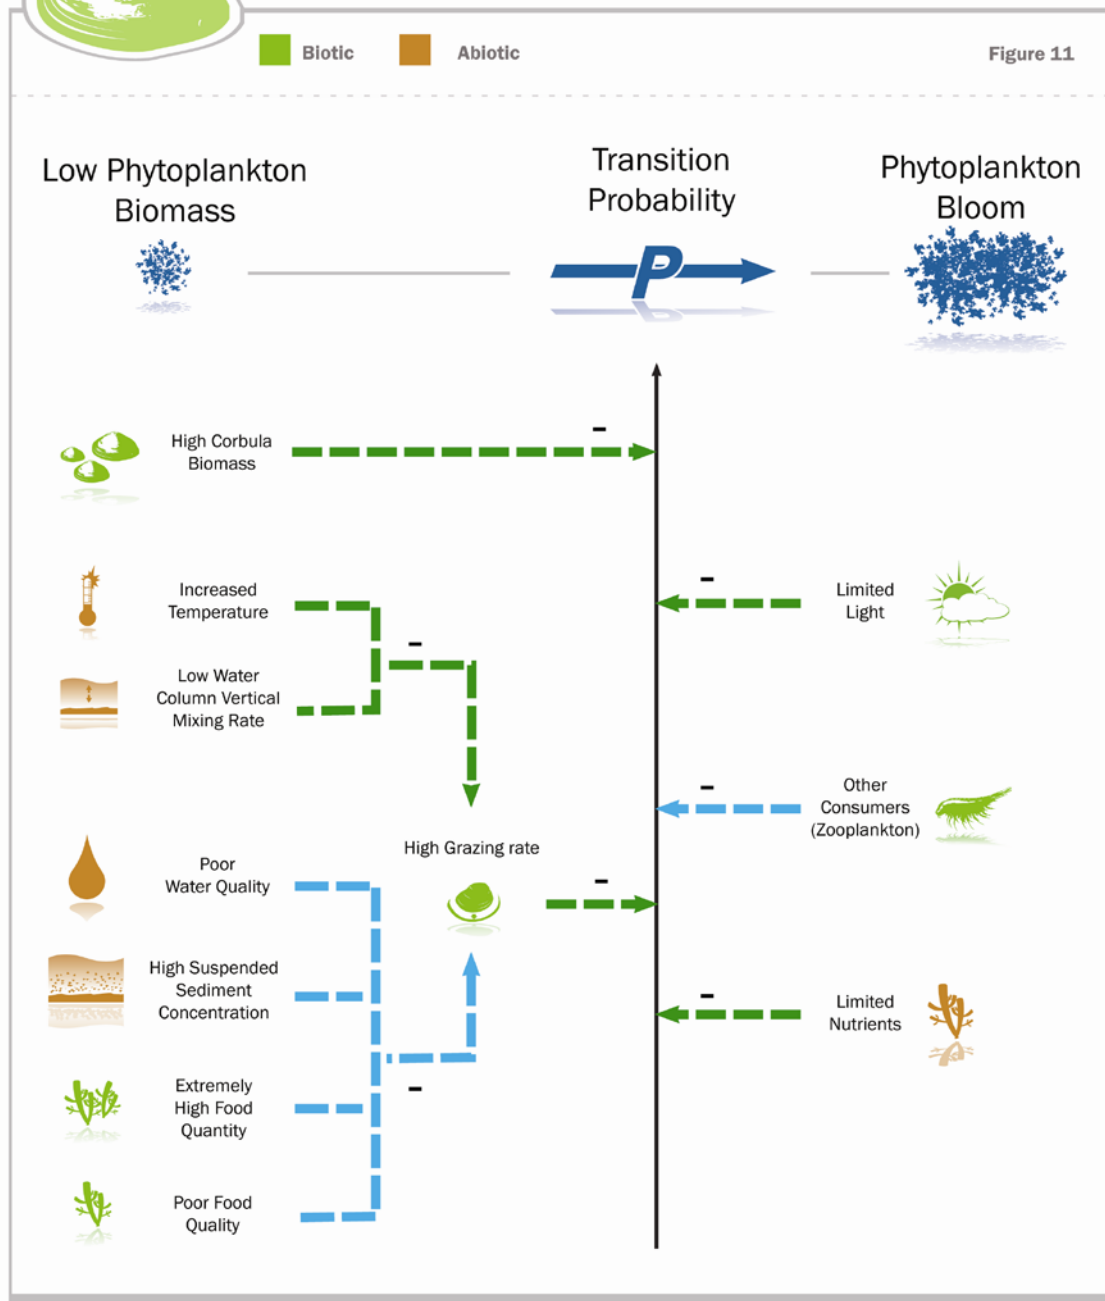 Biotic
Abiotic
Figure 11
Low Phytoplankton
Biomass
Transition
Probability
Phytoplankton
Bloom
P
–
High Corbula
Biomass
Increased
Temperature
–
Limited
Light
–
Low Water
Column Vertical
Mixing Rate
–
Other
Consumers
(Zooplankton)
High Grazing rate
Poor
Water Quality
–
High Suspended
Sediment
Concentration
–
Limited
Nutrients
–
Extremely
High Food
Quantity
Poor Food
Quality